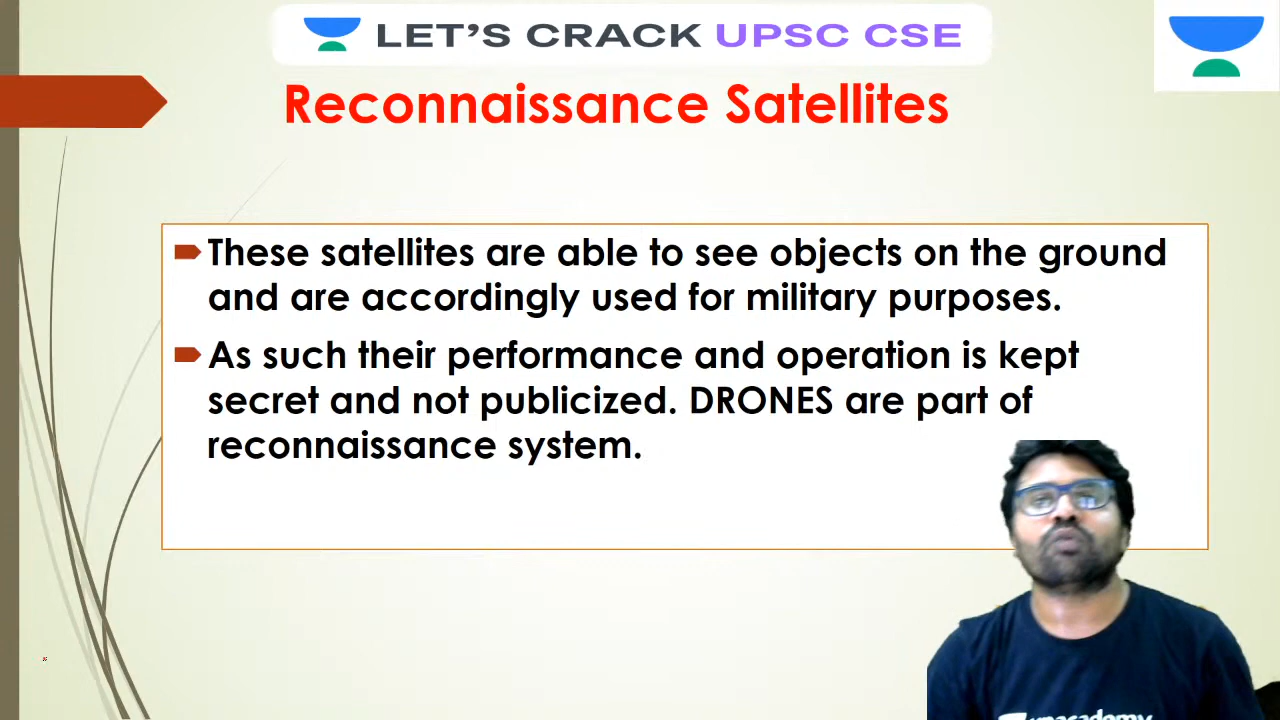 LET'S CRACK UPSC CSE
Reconnaissance Satellites
These satellites are able to see objects on the ground
and are accordingly used for military purposes.
As such their performance and operation is kept
secret and not publicized. DRONES are part of
reconnaissance system.